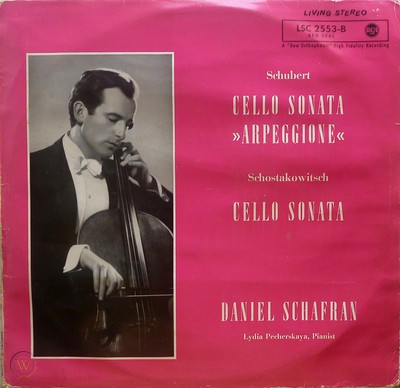 LIVING STEREO
LSC 2553-B
RCA
A "New Orthophonic" High Fidelity Recording
Schubert
CELLO SONATA
»ARPEGGIONE«
Schostakowitsch
CELLO SONATA
DANIEL SCHAFRAN
Lydia Pecherskaya, Pianist
W